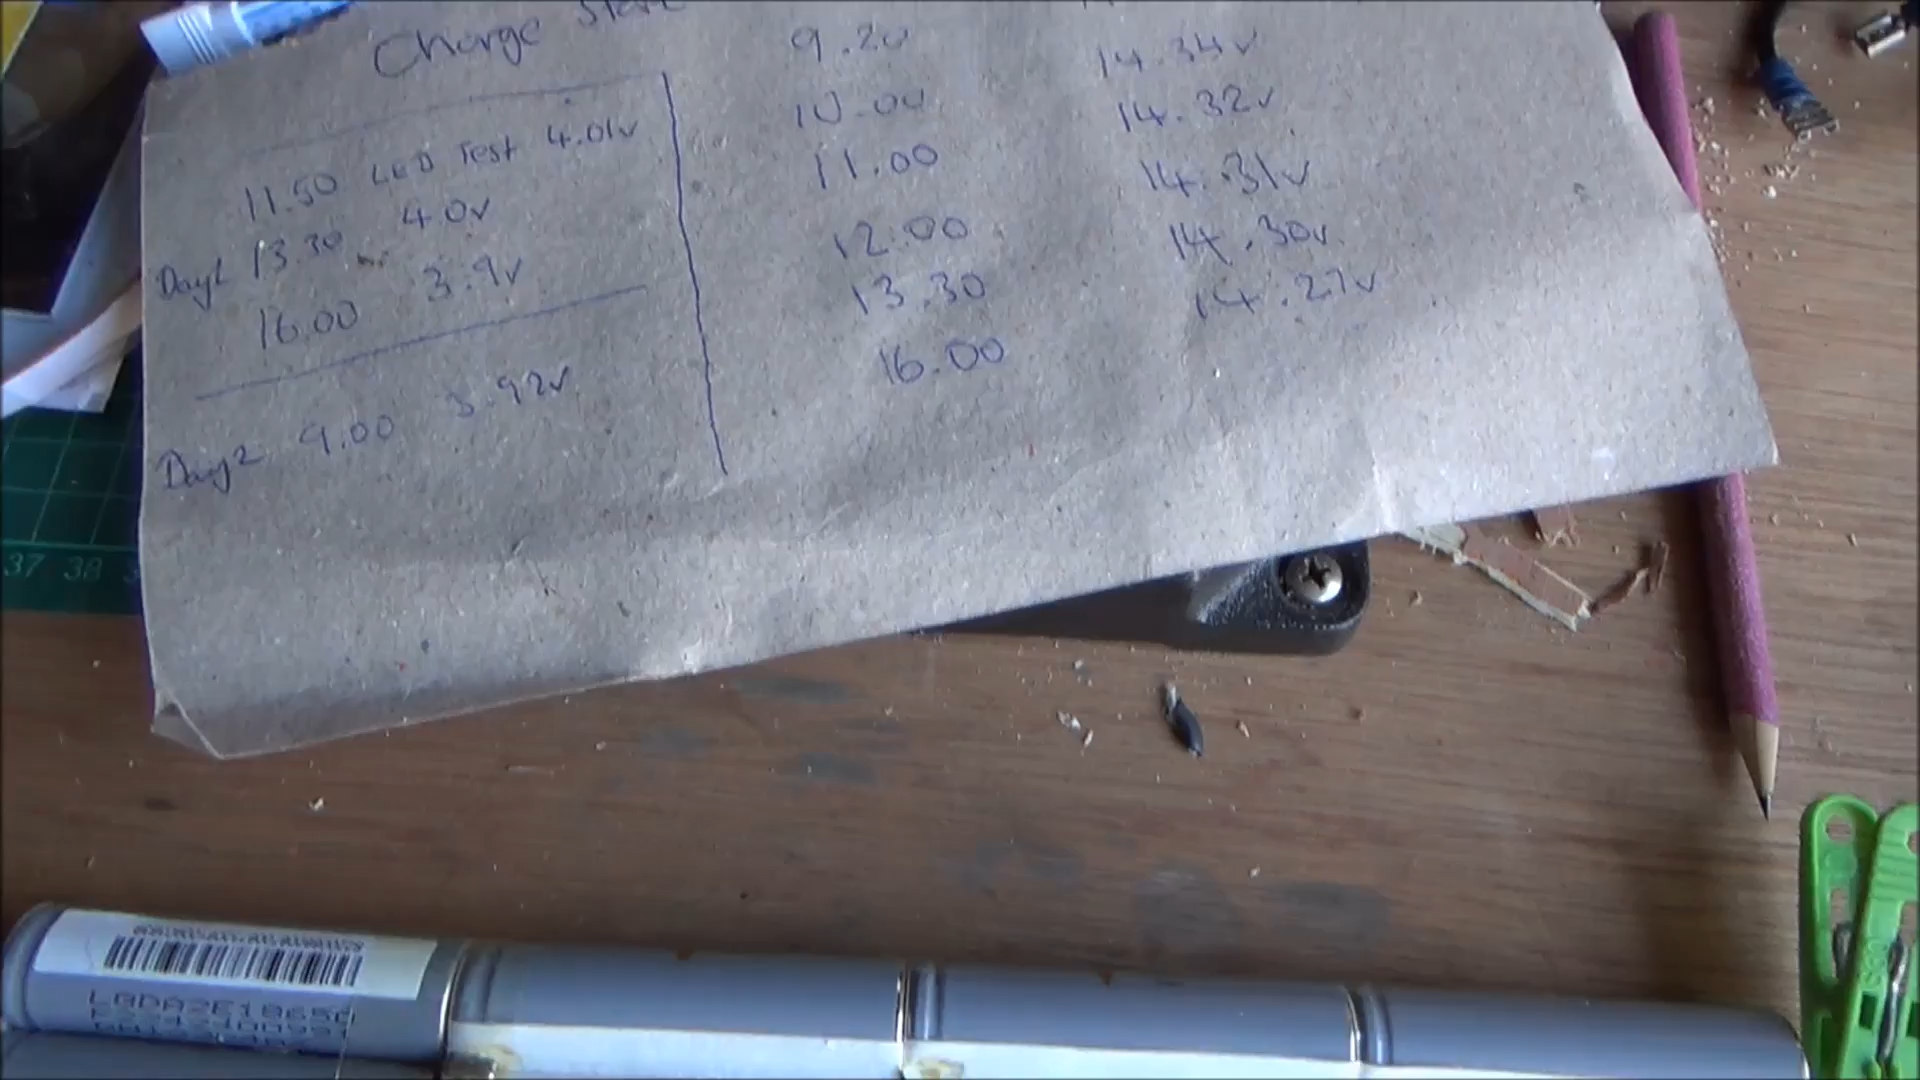 Charge
11.50 LED Test 4.01v
Day1 13.30 4.0v
16.00 3.9v
Day2 9.00 3.92v
9.20 14.34v
10.00 14.32v
11.00 14.31v
12.00 14.30v
13.30 14.27v
16.00
37 38